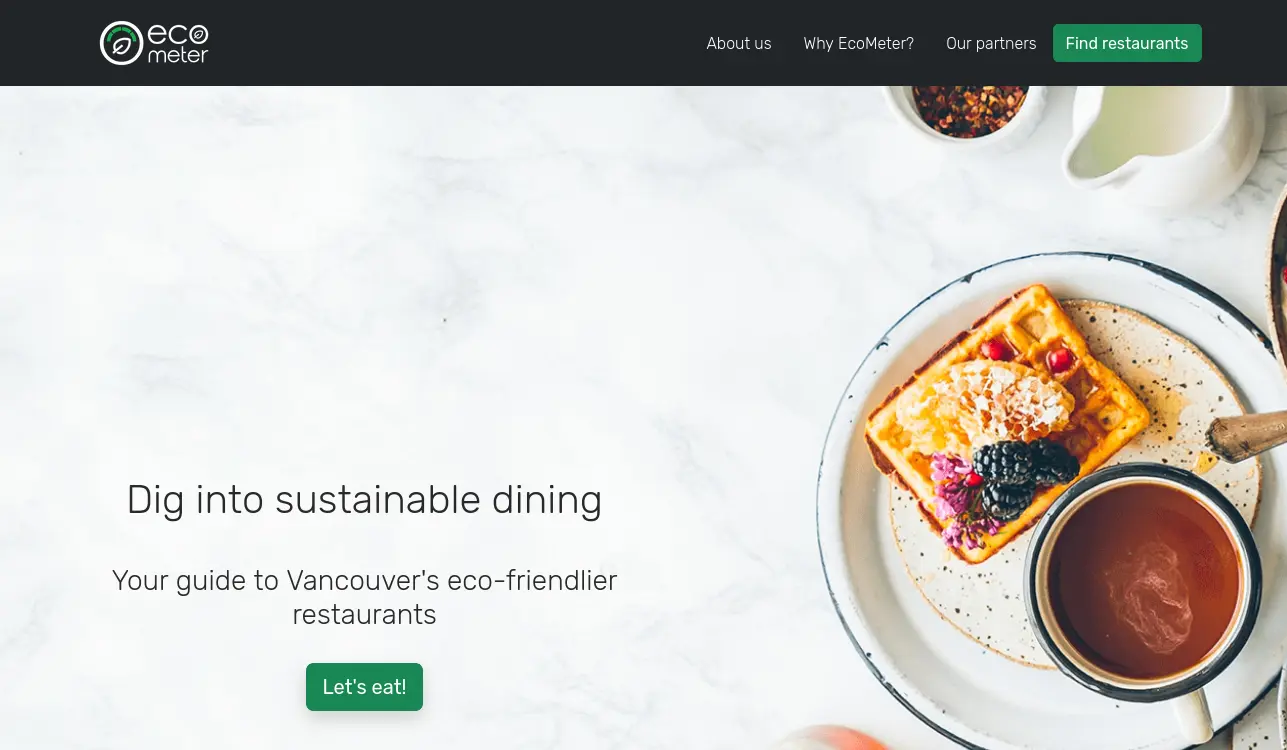 eco
meter
About us
Why EcoMeter?
Our partners
Find restaurants
Dig into sustainable dining
Your guide to Vancouver's eco-friendlier
restaurants
Let's eat!